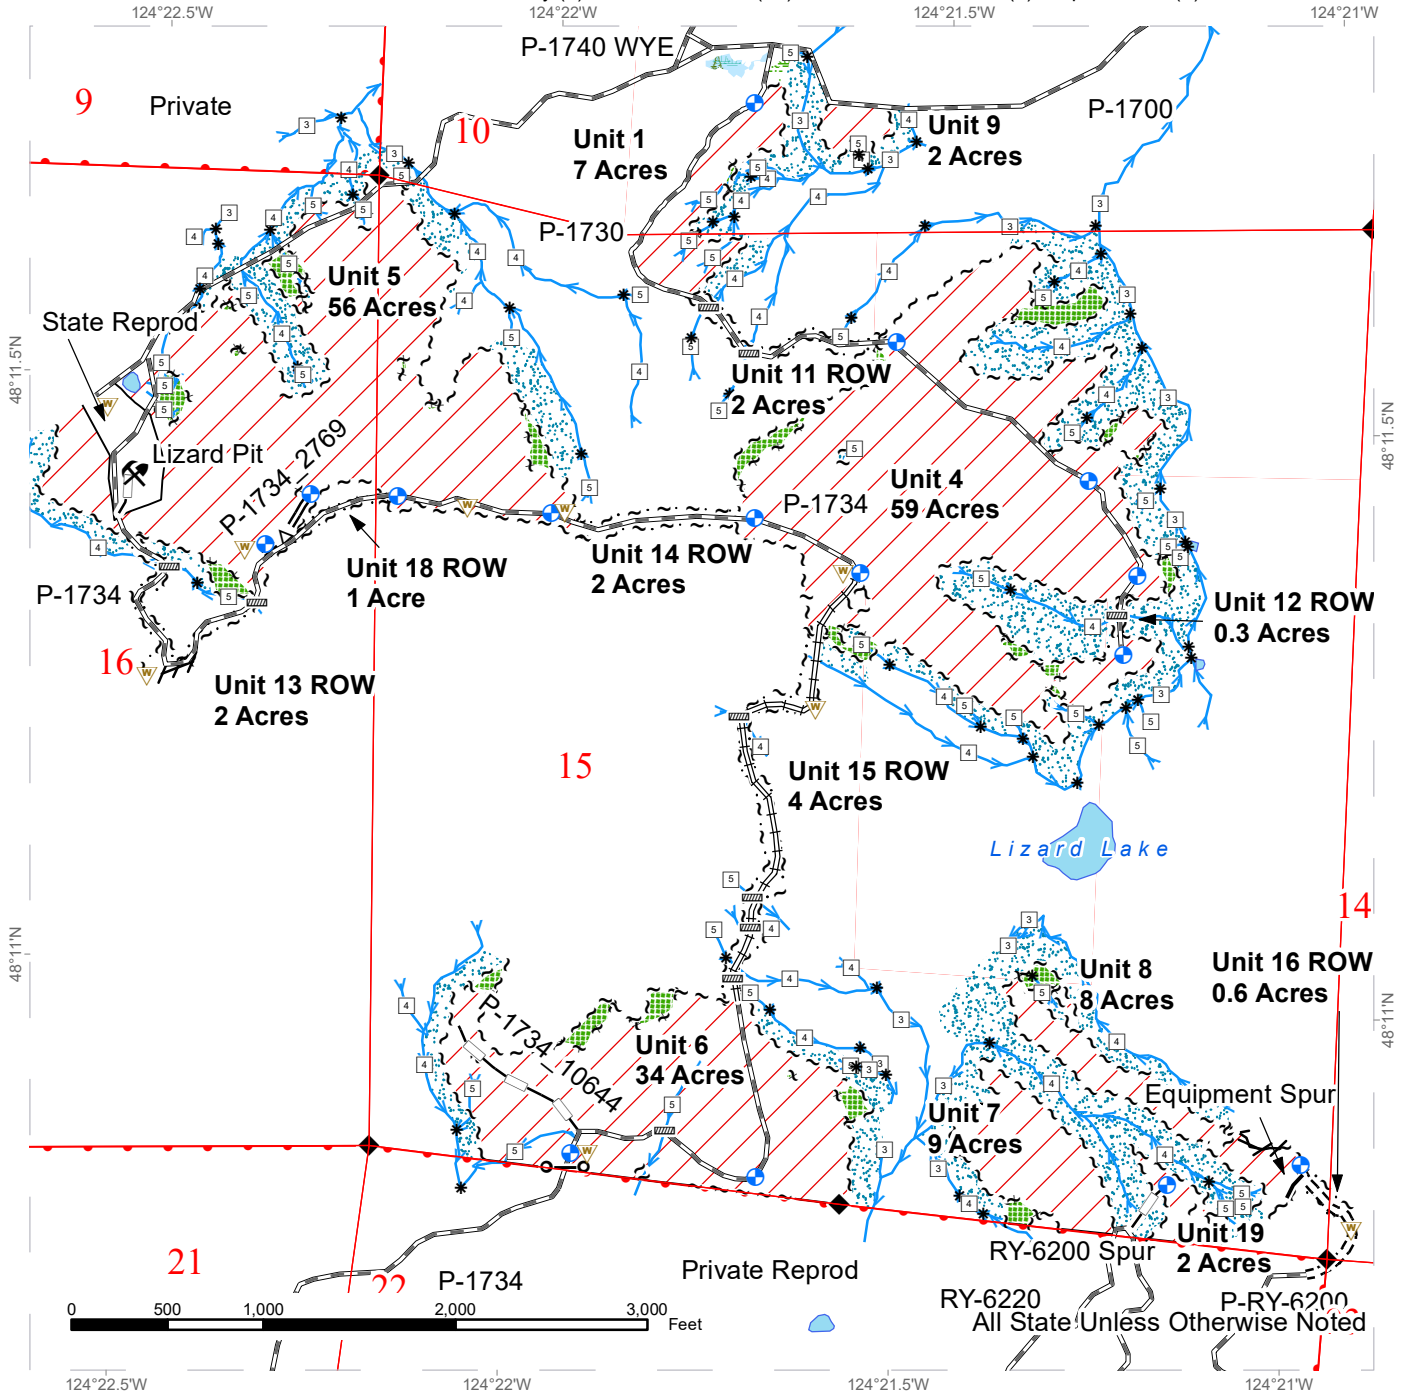 124°22.5'W
124°22'W
124°21.5'W
124°21'W
P-1740 WYE
9
Private
10
P-1700
Unit 1
7 Acres
Unit 9
2 Acres
P-1730
Unit 5
56 Acres
State Reprod
48°11.5'N
Unit 11 ROW
2 Acres
48°11.5'N
Lizard Pit
P-1734_2769
Unit 4
59 Acres
P-1734
Unit 14 ROW
2 Acres
Unit 18 ROW
1 Acre
P-1734
Unit 12 ROW
0.3 Acres
16
Unit 13 ROW
2 Acres
15
Unit 15 ROW
4 Acres
Lizard Lake
14
48°11'N
Unit 8
8 Acres
Unit 16 ROW
0.6 Acres
48°11'N
P-1734_10644
Unit 6
34 Acres
Equipment Spur
Unit 7
9 Acres
Unit 19
2 Acres
RY-6200 Spur
21
22
P-1734
Private Reprod
RY-6220
P-RY-6200
All State Unless Otherwise Noted
0 500 1,000 2,000 3,000
Feet
124°22.5'W
124°22'W
124°21.5'W
124°21'W